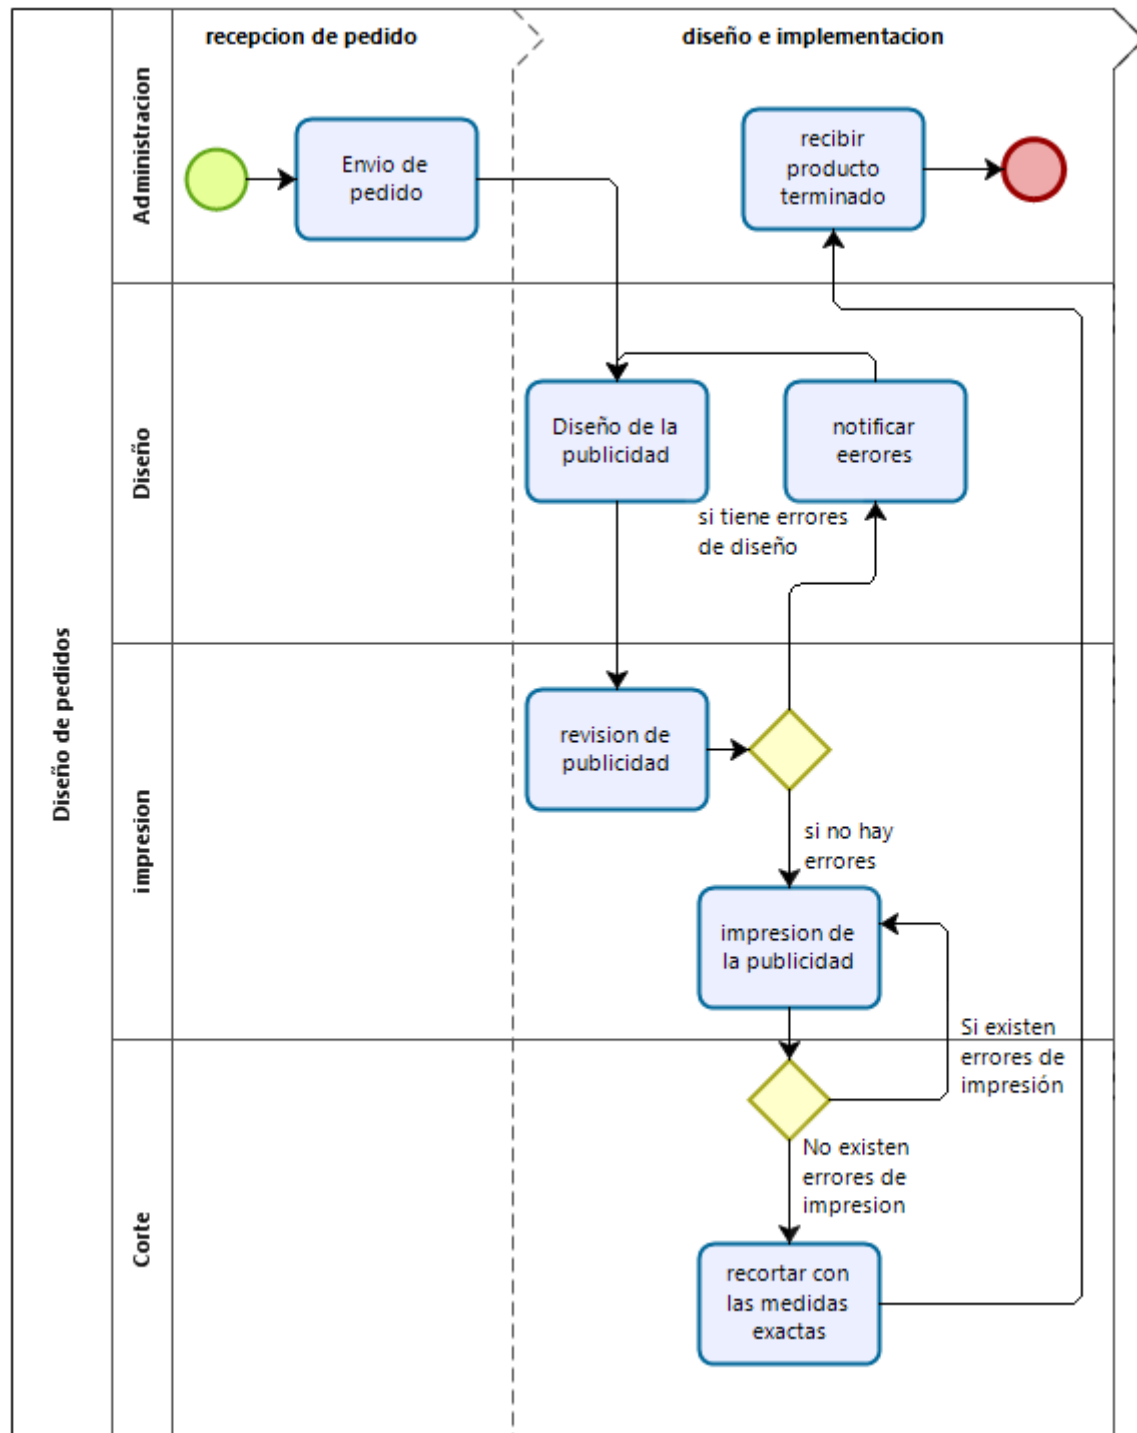 recepcion de pedido
diseño e implementacion
Diseño de pedidos
Administracion
Envio de
pedido
recibir
producto
terminado
Diseño
Diseño de la
publicidad
notificar
eerores
si tiene errores
de diseño
impresion
revision de
publicidad
si no hay
errores
impresion de
la publicidad
Si existen
errores de
impresión
Corte
No existen
errores de
impresion
recortar con
las medidas
exactas